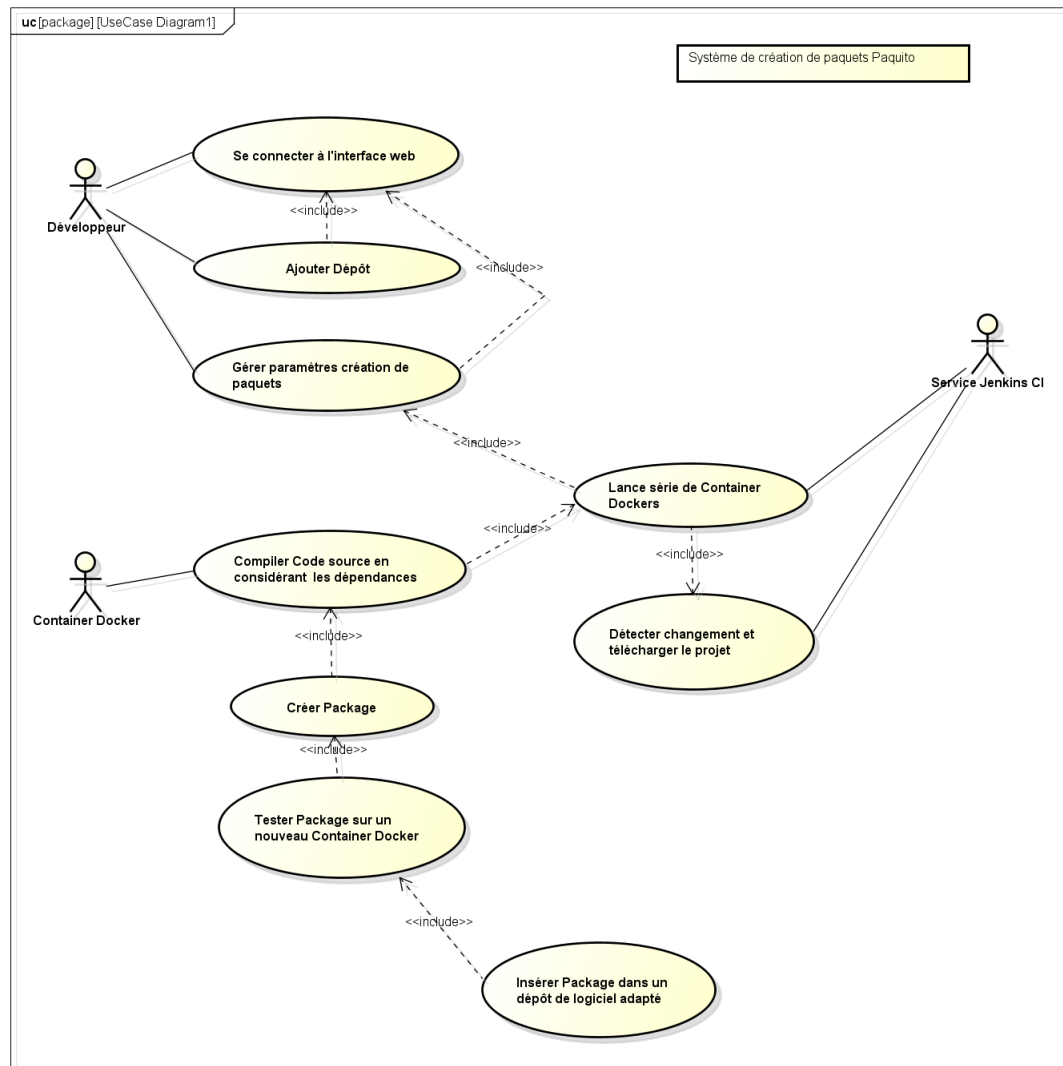 uc [package] [UseCase Diagram1]
Système de création de paquets Paquito
Se connecter à l'interface web
Développeur
<<include>>
Ajouter Dépôt
<<include>>
Gérer paramètres création de
paquets
Service Jenkins CI
<<include>>
Lance série de Container
Dockers
<<include>>
Compiler Code source en
considérant les dépendances
<<include>>
Container Docker
<<include>>
Détecter changement et
télécharger le projet
Créer Package
<<include>>
Tester Package sur un
nouveau Container Docker
<<include>>
Insérer Package dans un
dépôt de logiciel adapté